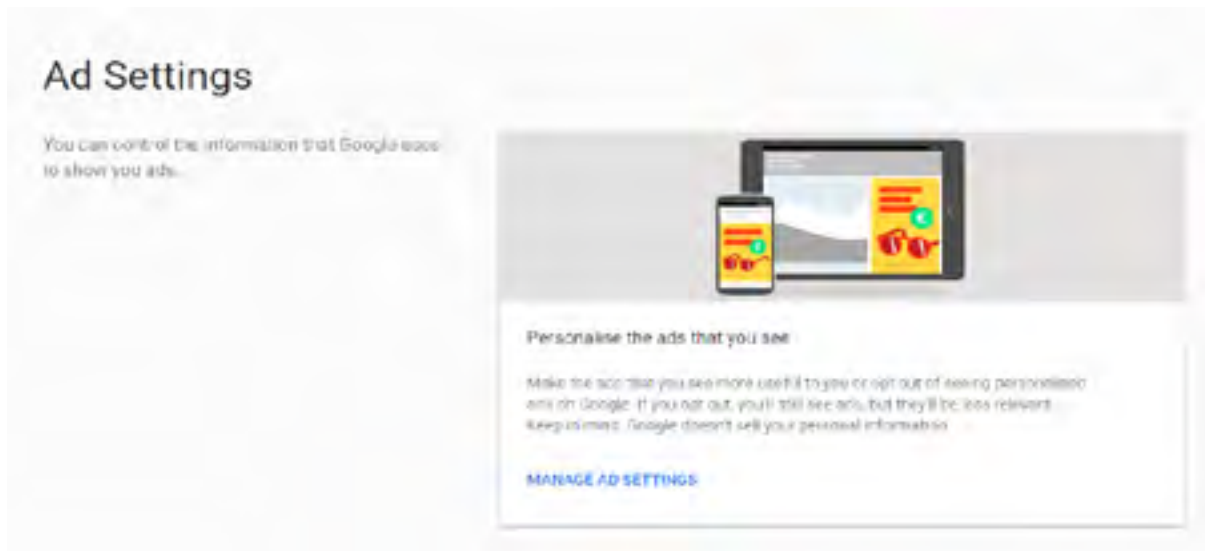 Ad Settings
You can control the information that Google uses
to show you ads.
Personalise the ads that you see
Make the ads that you see more useful to you or opt out of seeing personalised
ads on Google. If you opt out, you'll still see ads, but they'll be less relevant.
Keep in mind: Google doesn't sell your personal information.
MANAGE AD SETTINGS